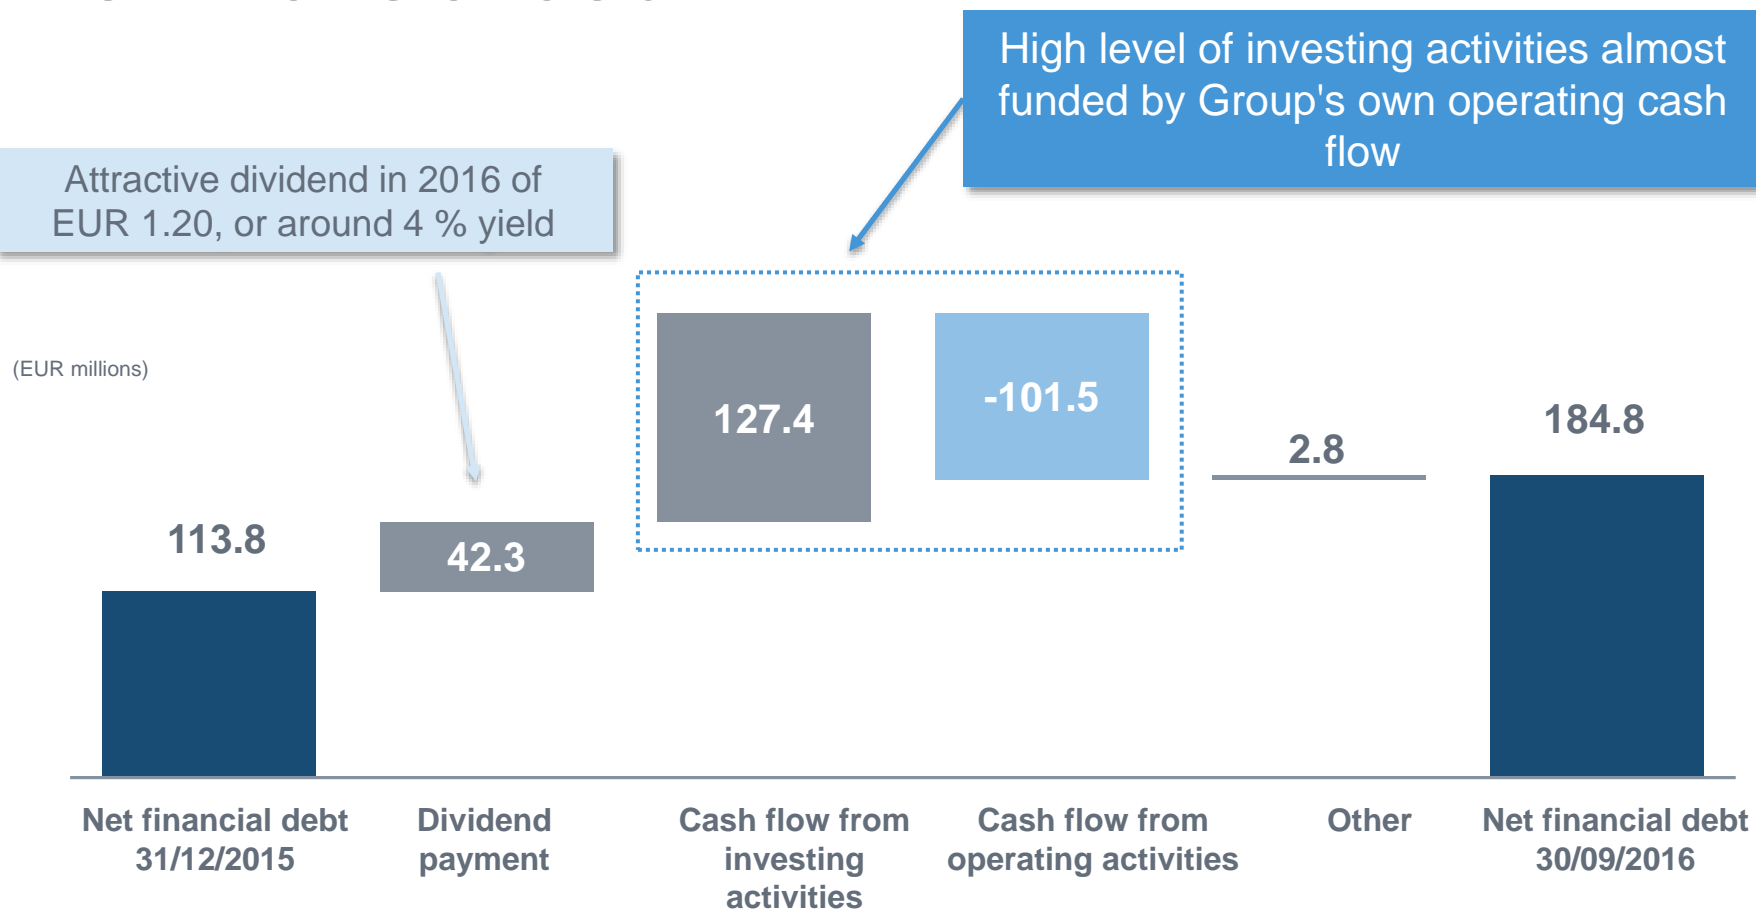 High level of investing activities almost
funded by Group's own operating cash
flow
Attractive dividend in 2016 of
EUR 1.20, or around 4 % yield
(EUR millions)
113.8
42.3
127.4
-101.5
2.8
184.8
Net financial debt
31/12/2015
Dividend
payment
Cash flow from
investing
activities
Cash flow from
operating activities
Other
Net financial debt
30/09/2016